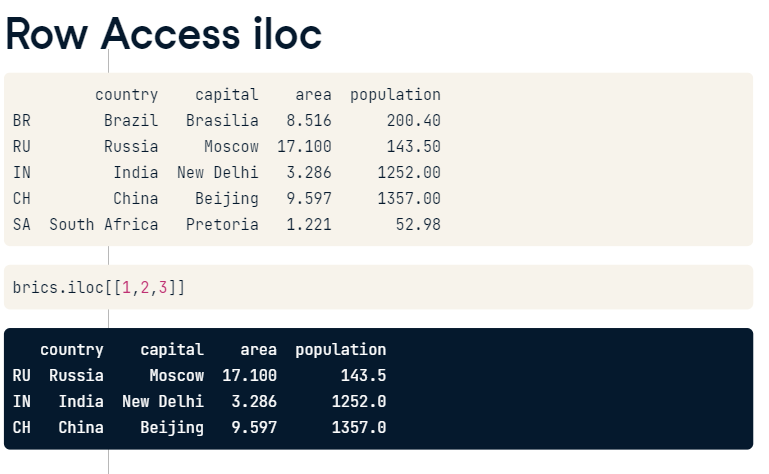 Row Access iloc
country capital area population
BR Brazil Brasilia 8.516 200.40
RU Russia Moscow 17.100 143.50
IN India New Delhi 3.286 1252.00
CH China Beijing 9.597 1357.00
SA South Africa Pretoria 1.221 52.98
brics.iloc[[1,2,3]]
country capital area population
RU Russia Moscow 17.100 143.5
IN India New Delhi 3.286 1252.0
CH China Beijing 9.597 1357.0